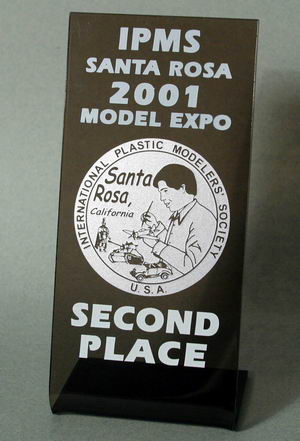 IPMS
SANTA ROSA
2001
MODEL EXPO
INTERNATIONAL PLASTIC MODELERS' SOCIETY
Santa
Rosa,
California
U.S.A.
SECOND
PLACE